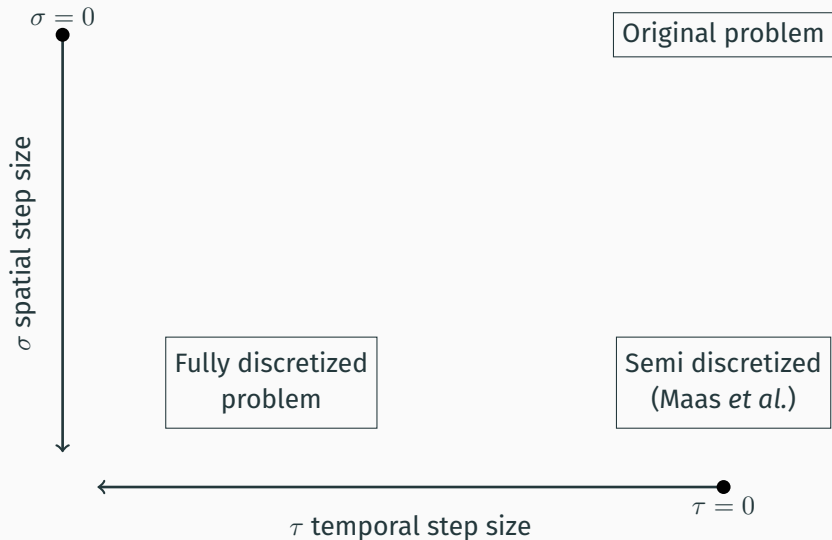 σ = 0
Original problem
σ spatial step size
Fully discretized
problem
Semi discretized
(Maas et al.)
τ = 0
τ temporal step size